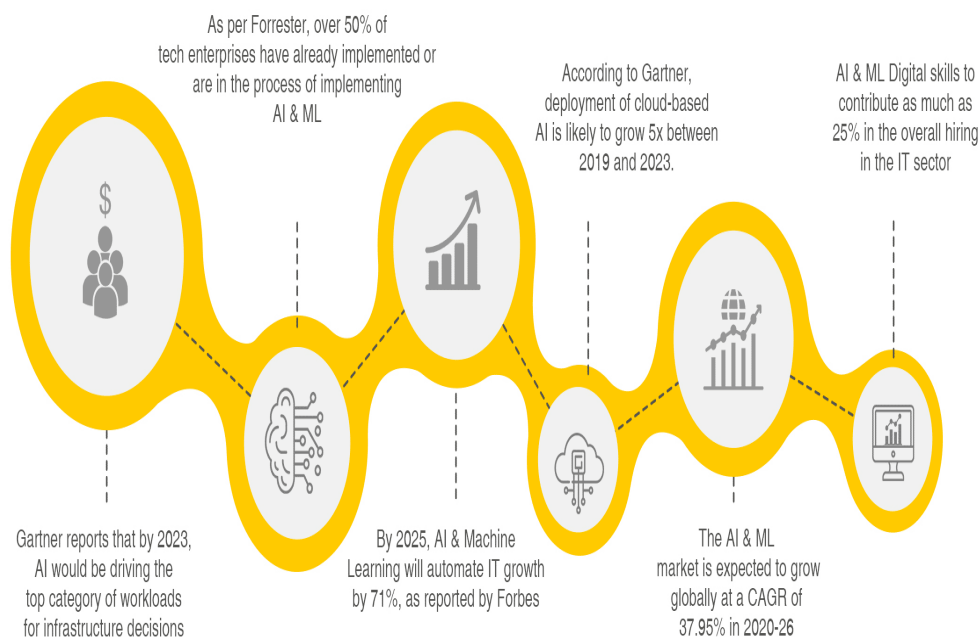 As per Forrester, over 50% of
tech enterprises have already implemented or
are in the process of implementing
AI & ML
According to Gartner,
deployment of cloud-based
AI is likely to grow 5x between
2019 and 2023.
AI & ML Digital skills to
contribute as much as
25% in the overall hiring
in the IT sector
$
Gartner reports that by 2023,
AI would be driving the
top category of workloads
for infrastructure decisions
By 2025, AI & Machine
Learning will automate IT growth
by 71%, as reported by Forbes
The AI & ML
market is expected to grow
globally at a CAGR of
37.95% in 2020-26